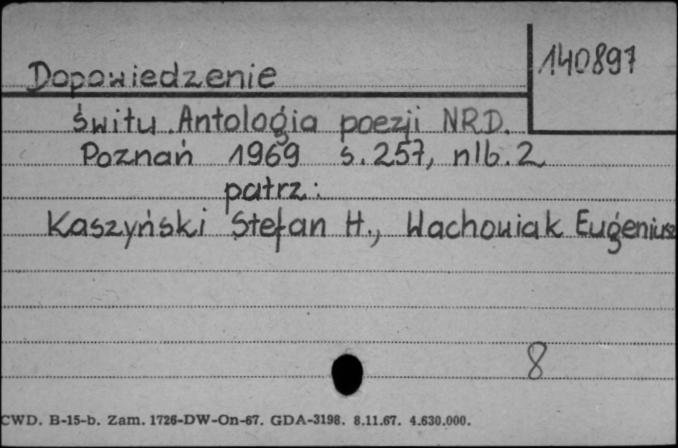 140897
Dopowiedzenie
świtu. Antologia poezji NRD.
Poznań 1969 s. 257, nlb. 2
patrz:
Kaszyński Stefan H., Wachowiak Eugeniusz
8
CWD. B-15-b. Zam. 1726-DW-On-67. GDA-3198. 8.11.67. 4.630.000.